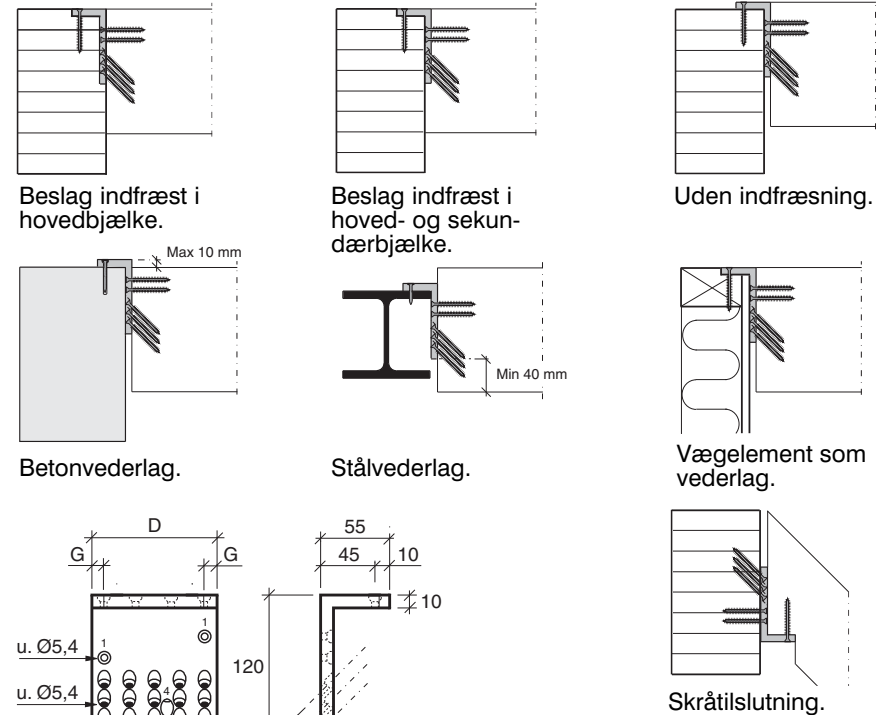 Beslag indfræst i
hovedbjælke.
Beslag indfræst i
hoved- og sekun-
dærbjælke.
Uden indfræsning.
Max 10 mm
Min 40 mm
Betonvederlag.
Stålvederlag.
Vægelement som
vederlag.
D
G
G
55
45
10
10
1
1
u. Ø5,4
120
u. Ø5,4
4
Skråtilslutning.